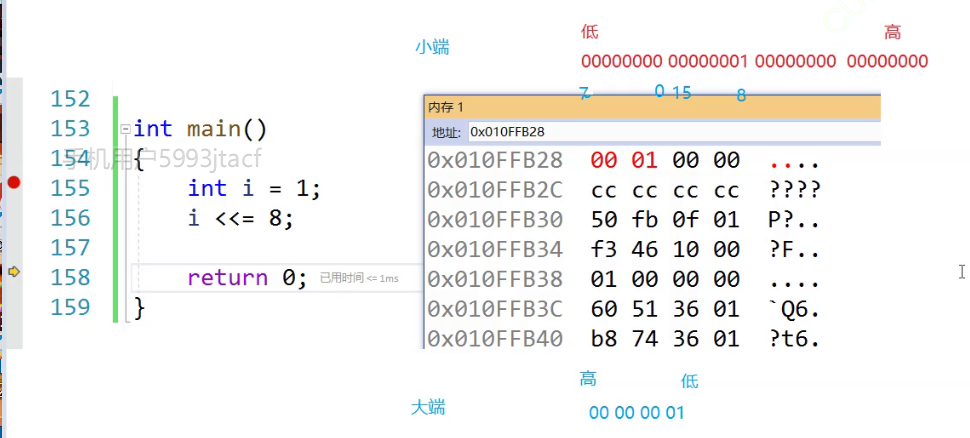 小端
低 高
00000000 00000001 00000000 00000000
7 0 15 8
内存 1
地址: 0x010FFB28
152
153 int main()
154 {
手机用户5993jtacf
155 int i = 1;
156 i <<= 8;
157
158 return 0; 已用时间 <= 1ms
159 }
0x010FFB28 00 01 00 00 ....
0x010FFB2C cc cc cc cc ????
0x010FFB30 50 fb 0f 01 P?..
0x010FFB34 f3 46 10 00 ?F..
0x010FFB38 01 00 00 00 ....
0x010FFB3C 60 51 36 01 `Q6.
0x010FFB40 b8 74 36 01 ?t6.
高 低
大端
00 00 00 01